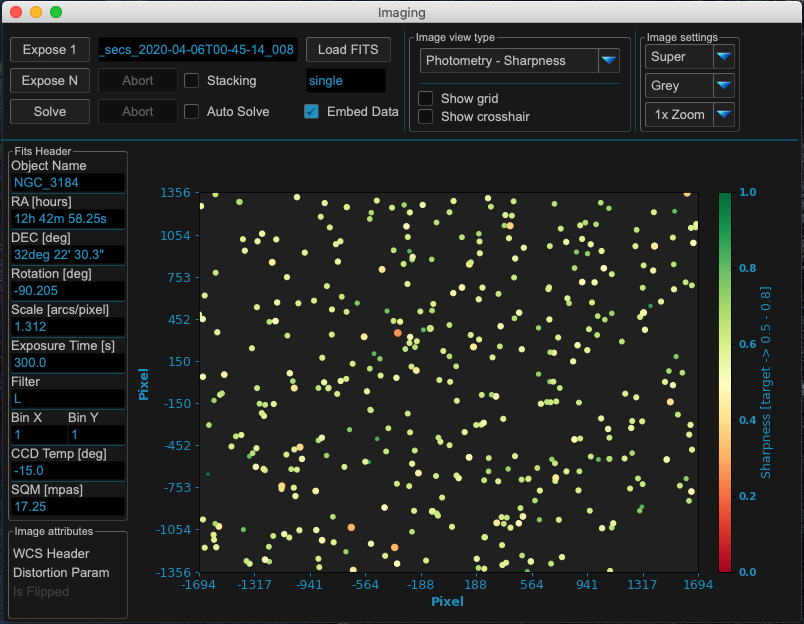 Imaging
Expose 1
_secs_2020-04-06T00-45-14_008
Load FITS
Expose N
Abort
Stacking
single
Solve
Abort
Auto Solve
Embed Data
Image view type
Photometry - Sharpness
Show grid
Show crosshair
Image settings
Super
Grey
1x Zoom
Fits Header
Object Name
NGC_3184
RA [hours]
12h 42m 58.25s
DEC [deg]
32deg 22' 30.3"
Rotation [deg]
-90.205
Scale [arcs/pixel]
1.312
Exposure Time [s]
300.0
Filter
L
Bin X Bin Y
1 1
CCD Temp [deg]
-15.0
SQM [mpas]
17.25
Image attributes
WCS Header
Distortion Param
Is Flipped
Pixel
1356
1054
753
452
150
-150
-452
-753
-1054
-1356
-1694 -1317 -941 -564 -188 188 564 941 1317 1694
Pixel
1.0
0.8
0.6
0.4
0.2
0.0
Sharpness [target -> 0.5 - 0.8]